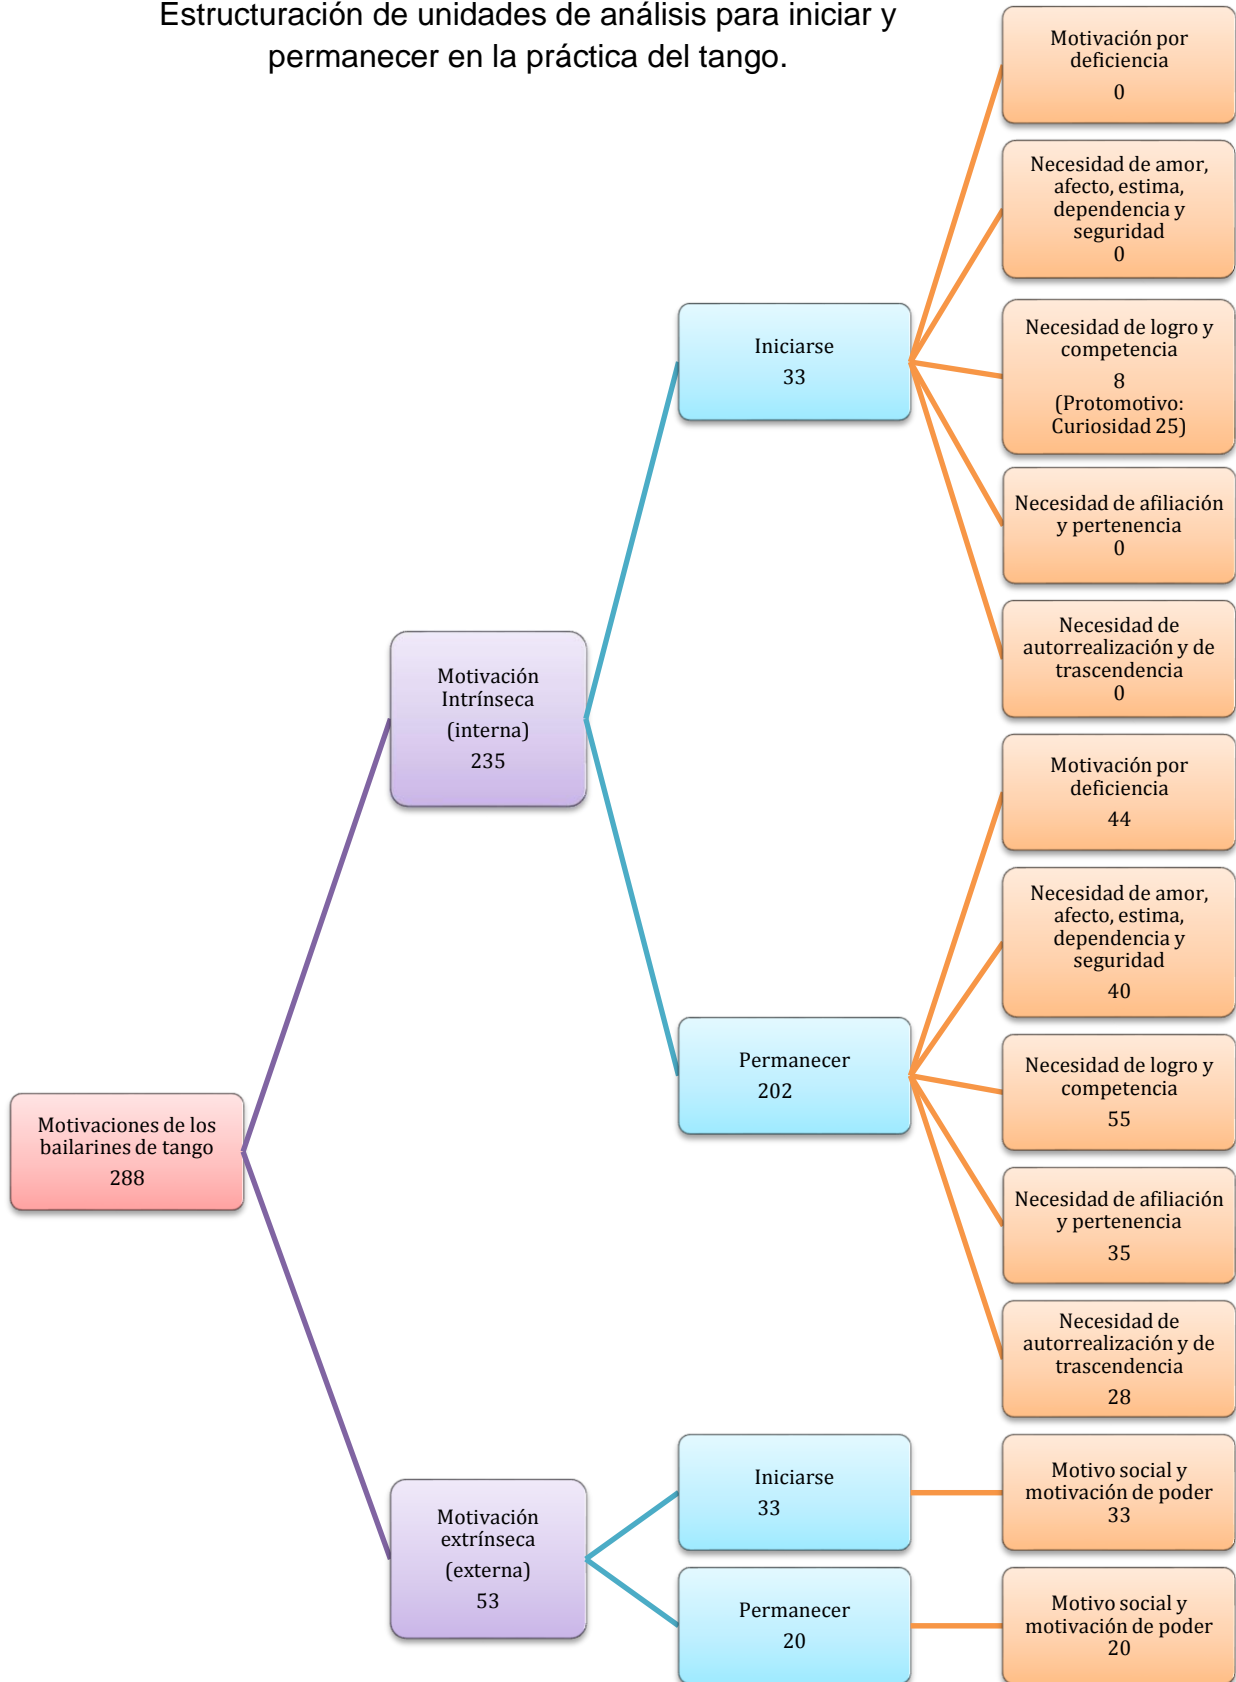 Estructuración de unidades de análisis para iniciar y
permanecer en la práctica del tango.
Motivaciones de los
bailarines de tango
288
Motivación
Intrínseca
(interna)
235
Iniciarse
33
Motivación por
deficiencia
0
Necesidad de amor,
afecto, estima,
dependencia y
seguridad
0
Necesidad de logro y
competencia
8
(Protomotivo:
Curiosidad 25)
Necesidad de afiliación
y pertenencia
0
Necesidad de
autorrealización y de
trascendencia
0
Permanecer
202
Motivación por
deficiencia
44
Necesidad de amor,
afecto, estima,
dependencia y
seguridad
40
Necesidad de logro y
competencia
55
Necesidad de afiliación
y pertenencia
35
Necesidad de
autorrealización y de
trascendencia
28
Motivación
extrínseca
(externa)
53
Iniciarse
33
Motivo social y
motivación de poder
33
Permanecer
20
Motivo social y
motivación de poder
20